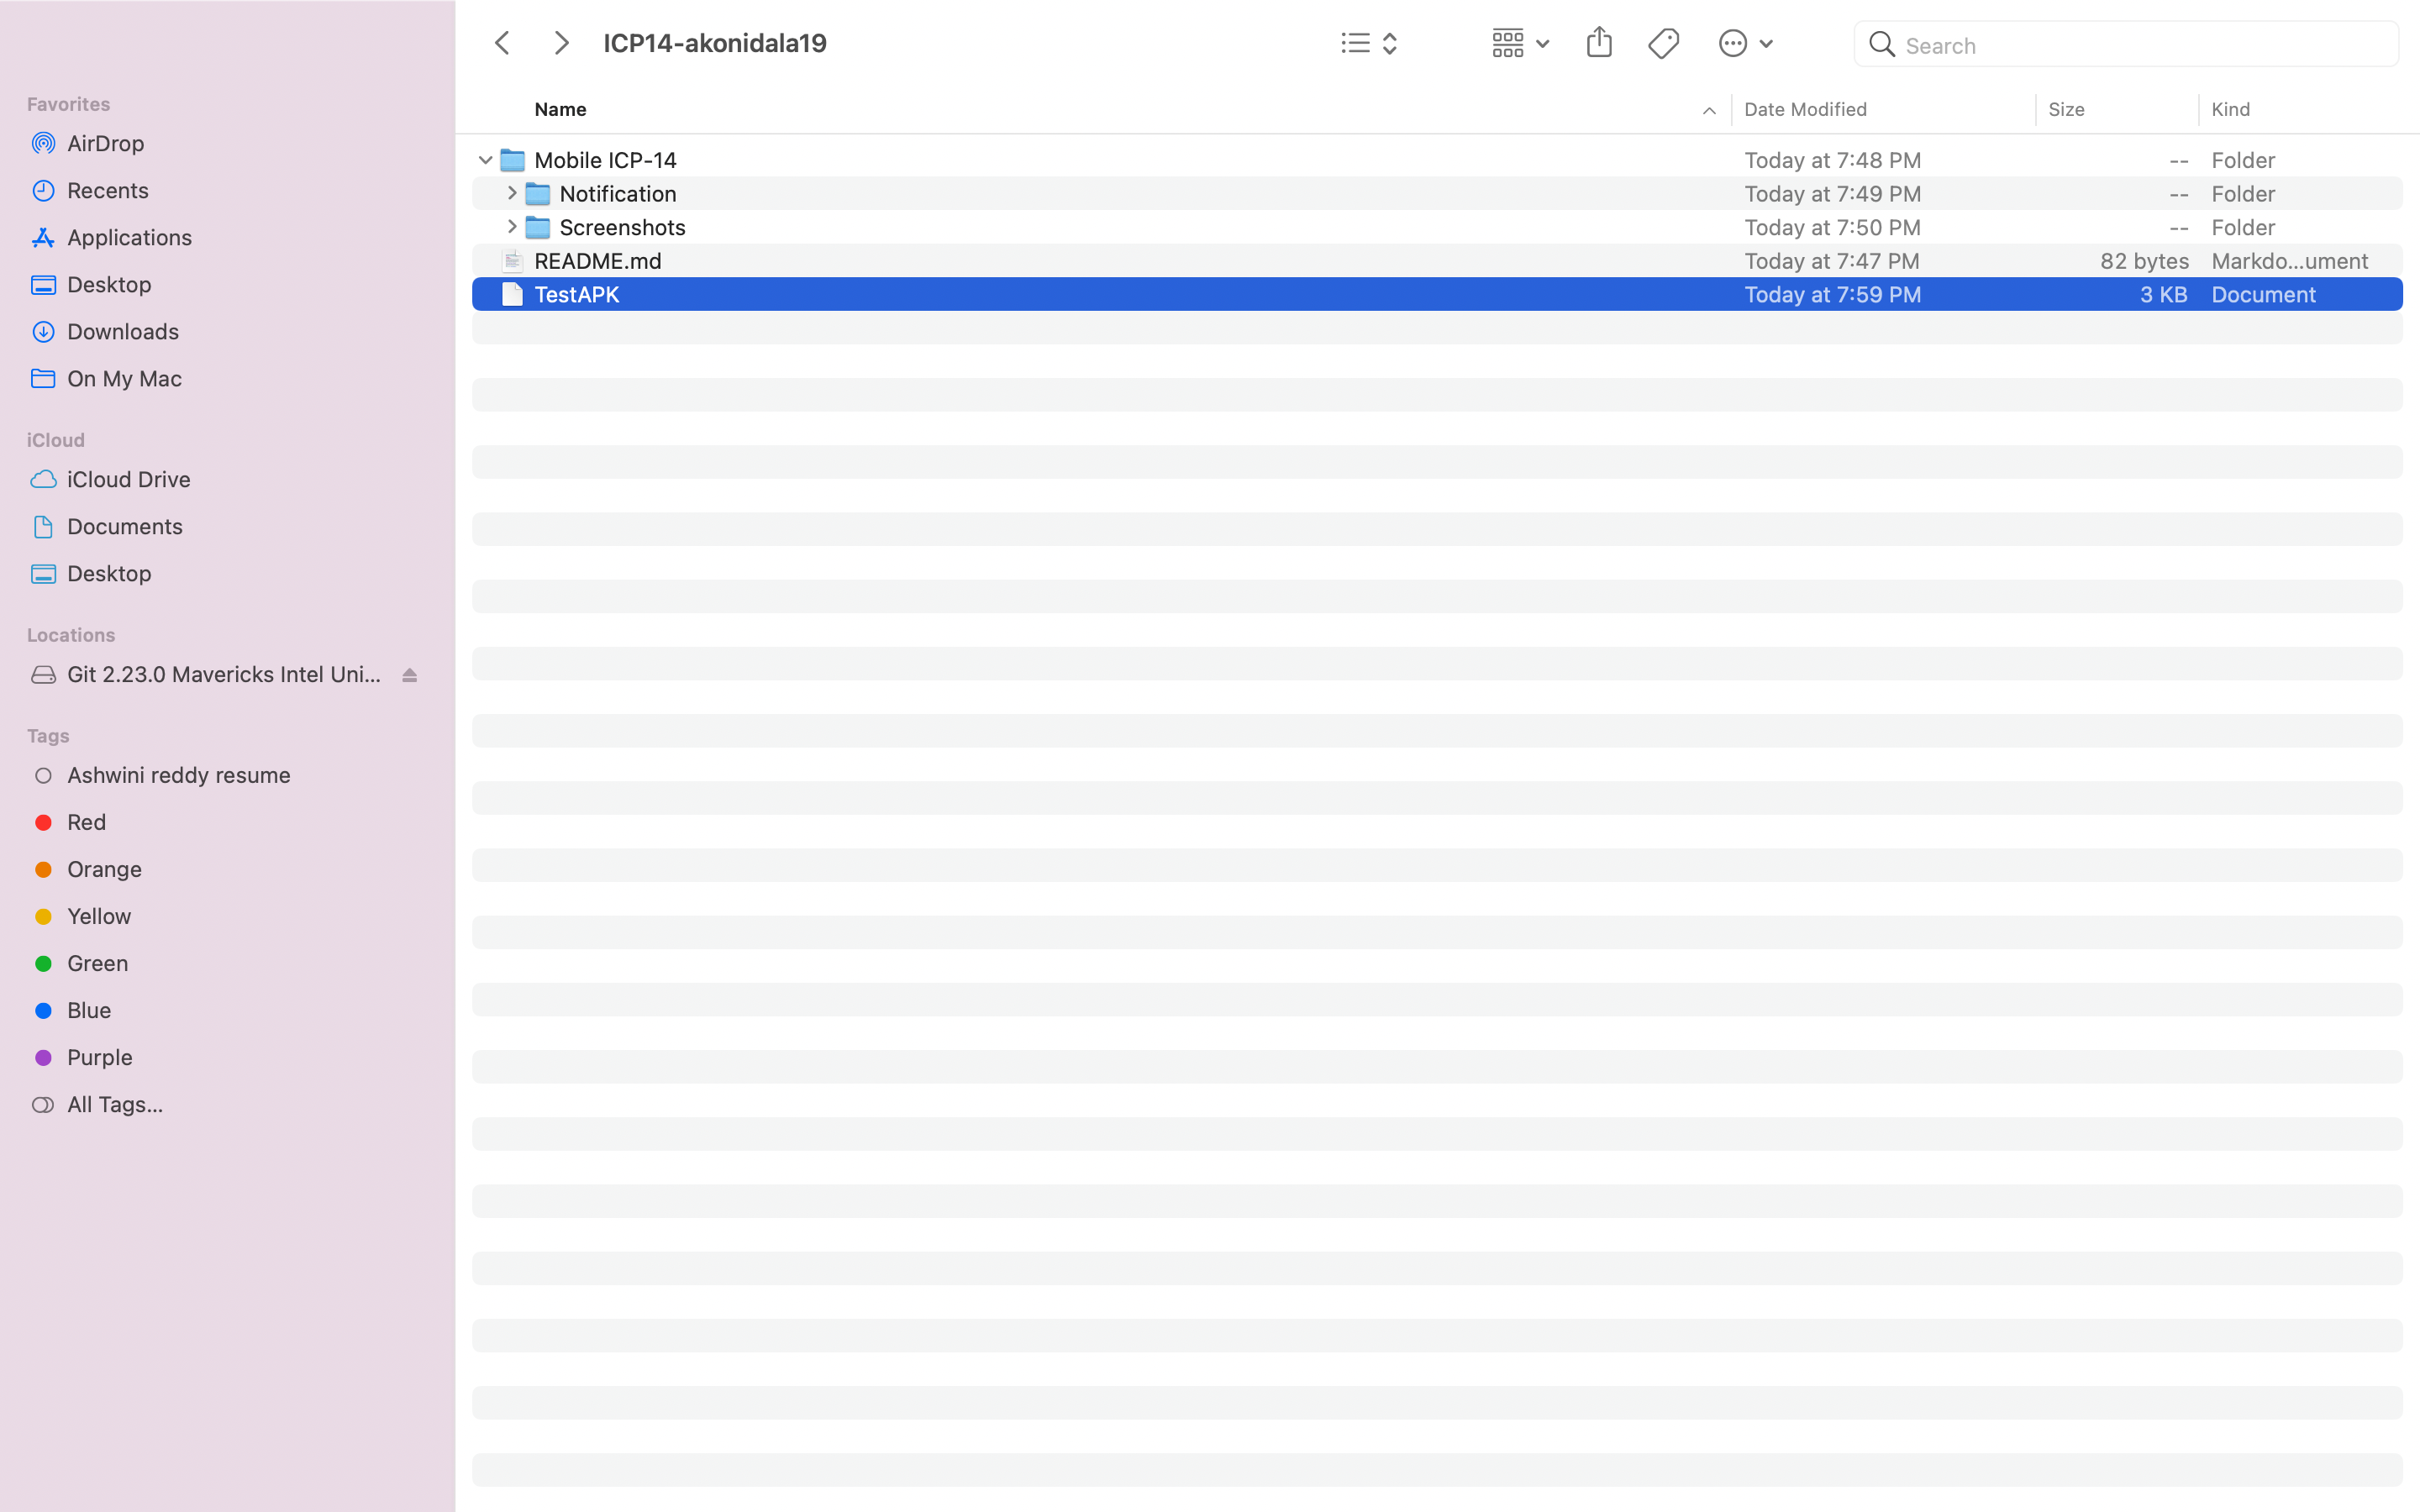 ICP14-akonidala19
Search
Favorites
AirDrop
Recents
Applications
Desktop
Downloads
On My Mac
iCloud
iCloud Drive
Documents
Desktop
Locations
Git 2.23.0 Mavericks Intel Uni...
Tags
Ashwini reddy resume
Red
Orange
Yellow
Green
Blue
Purple
All Tags...
Name Date Modified Size Kind
Mobile ICP-14 Today at 7:48 PM -- Folder
Notification Today at 7:49 PM -- Folder
Screenshots Today at 7:50 PM -- Folder
README.md Today at 7:47 PM 82 bytes Markdo...ument
TestAPK Today at 7:59 PM 3 KB Document